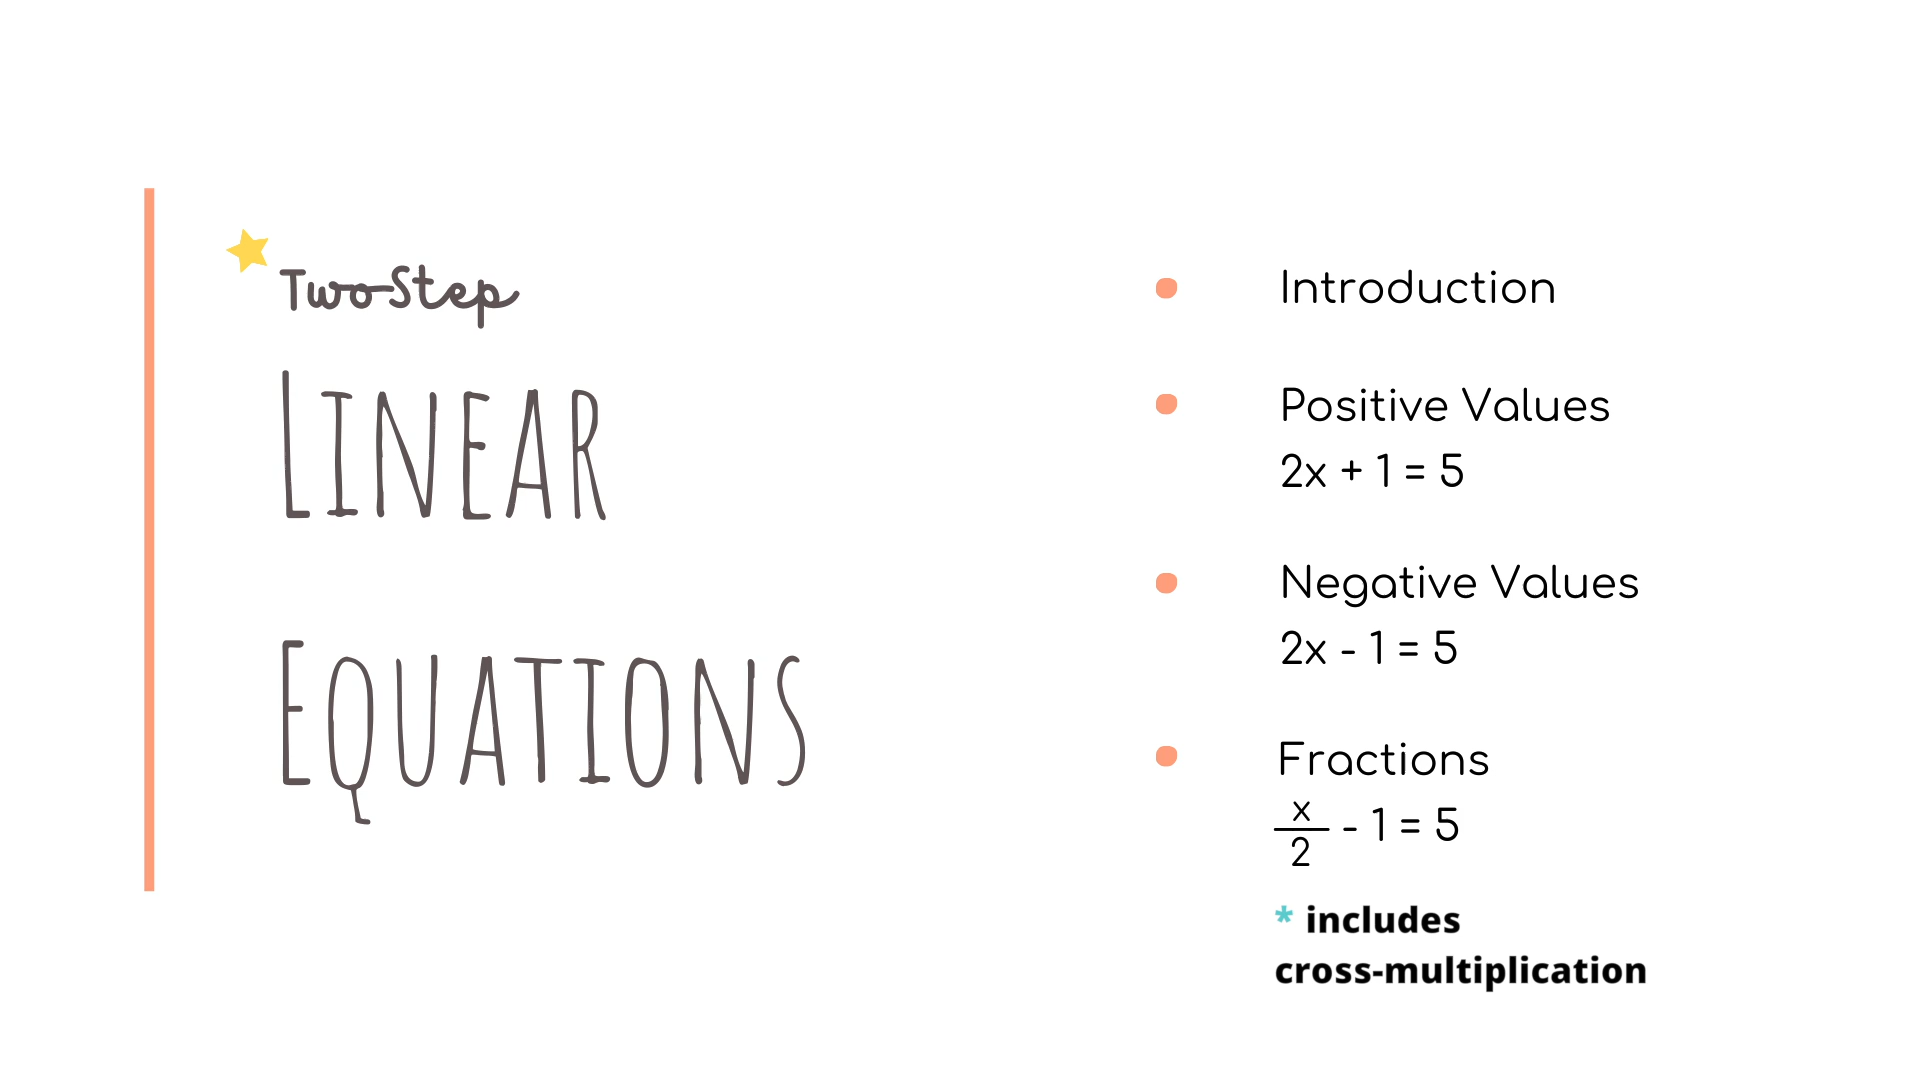 Two-Step
LINEAR
EQUATIONS
Introduction
Positive Values
2x + 1 = 5
Negative Values
2x - 1 = 5
Fractions
x/2 - 1 = 5
* includes
cross-multiplication